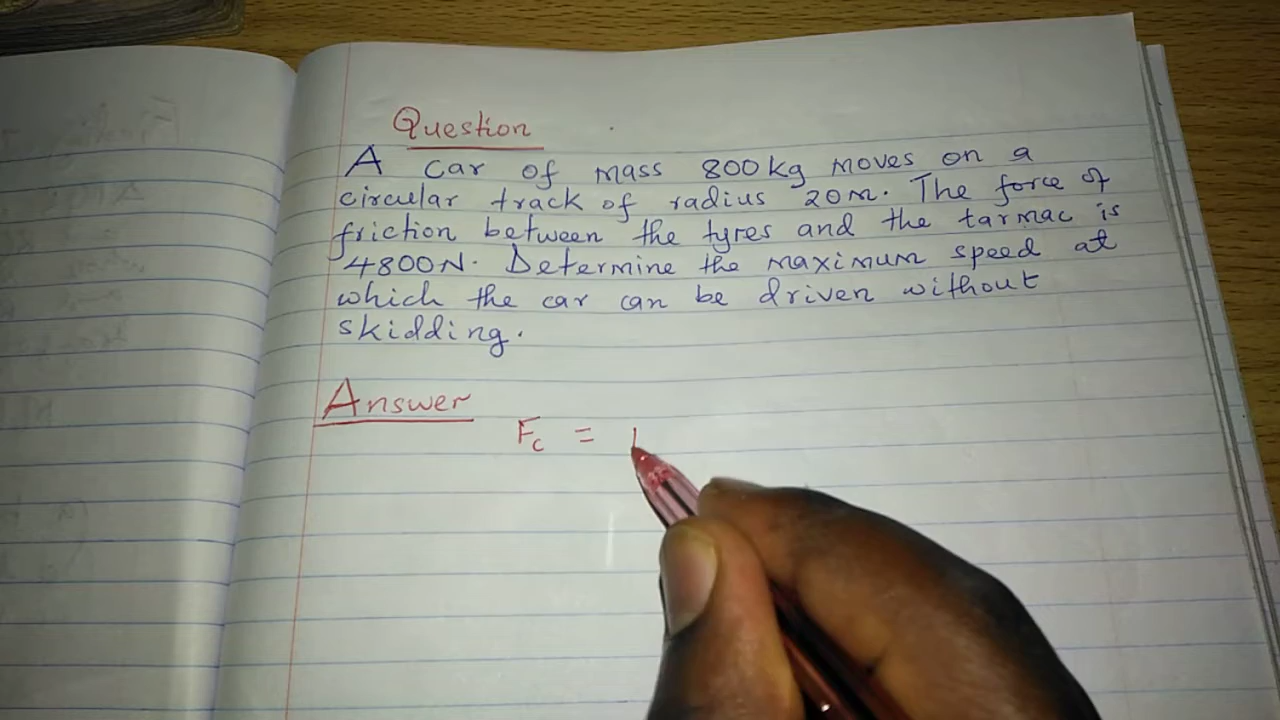 Question
A car of mass 800kg moves on a
circular track of radius 20m. The force of
friction between the tyres and the tarmac is
4800N. Determine the maximum speed at
which the car can be driven without
skidding.
Answer
Fc =